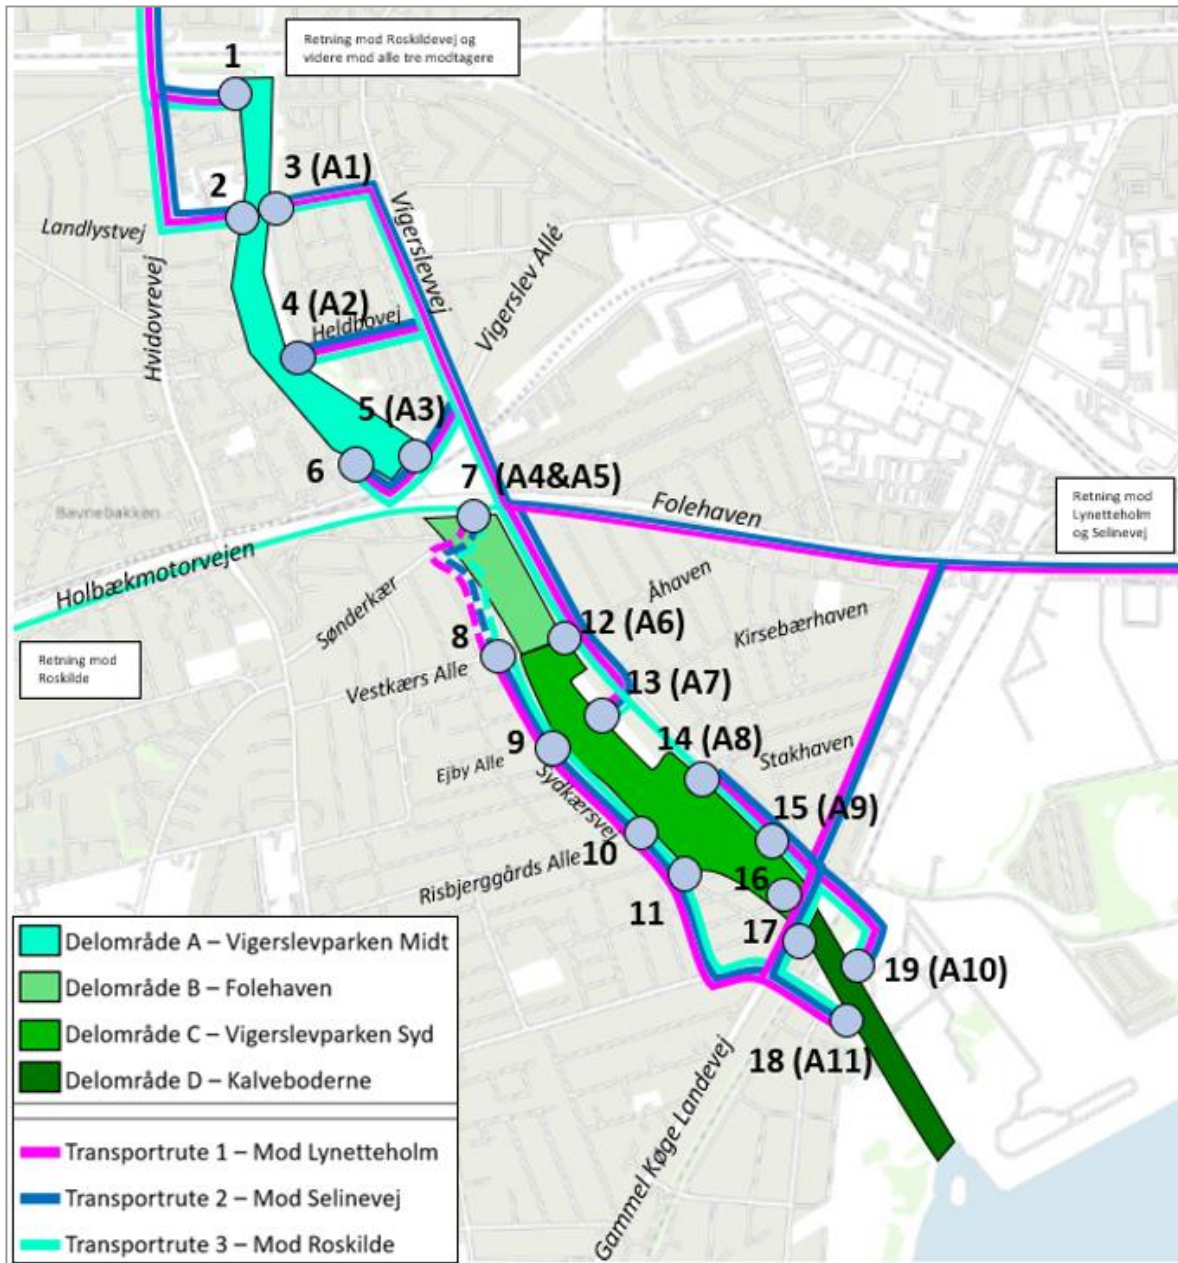 Retning mod Roskildevej og
videre mod alle tre modtagere
1
3 (A1)
2
Landlystvej
Vigerslevvej
Vigerslev Allé
Hvidovrevej
4 (A2)
Heldbovej
5 (A3)
6
7 (A4&A5)
Folehaven
Retning mod
Lynetteholm
og Selinevej
Bavnebakken
Holbækmotorvejen
Sønderkær
Åhaven
Kirsebærhaven
12 (A6)
8
Retning mod
Roskilde
Vestkærs Alle
13 (A7)
9
Ejby Alle
Sydkærsvej
14 (A8)
Stakhaven
15 (A9)
10
Risbjerggårds Alle
16
11
17
19 (A10)
18 (A11)
Gammel Køge Landevej
Delområde A – Vigerslevparken Midt
Delområde B – Folehaven
Delområde C – Vigerslevparken Syd
Delområde D – Kalveboderne
Transportrute 1 – Mod Lynetteholm
Transportrute 2 – Mod Selinevej
Transportrute 3 – Mod Roskilde